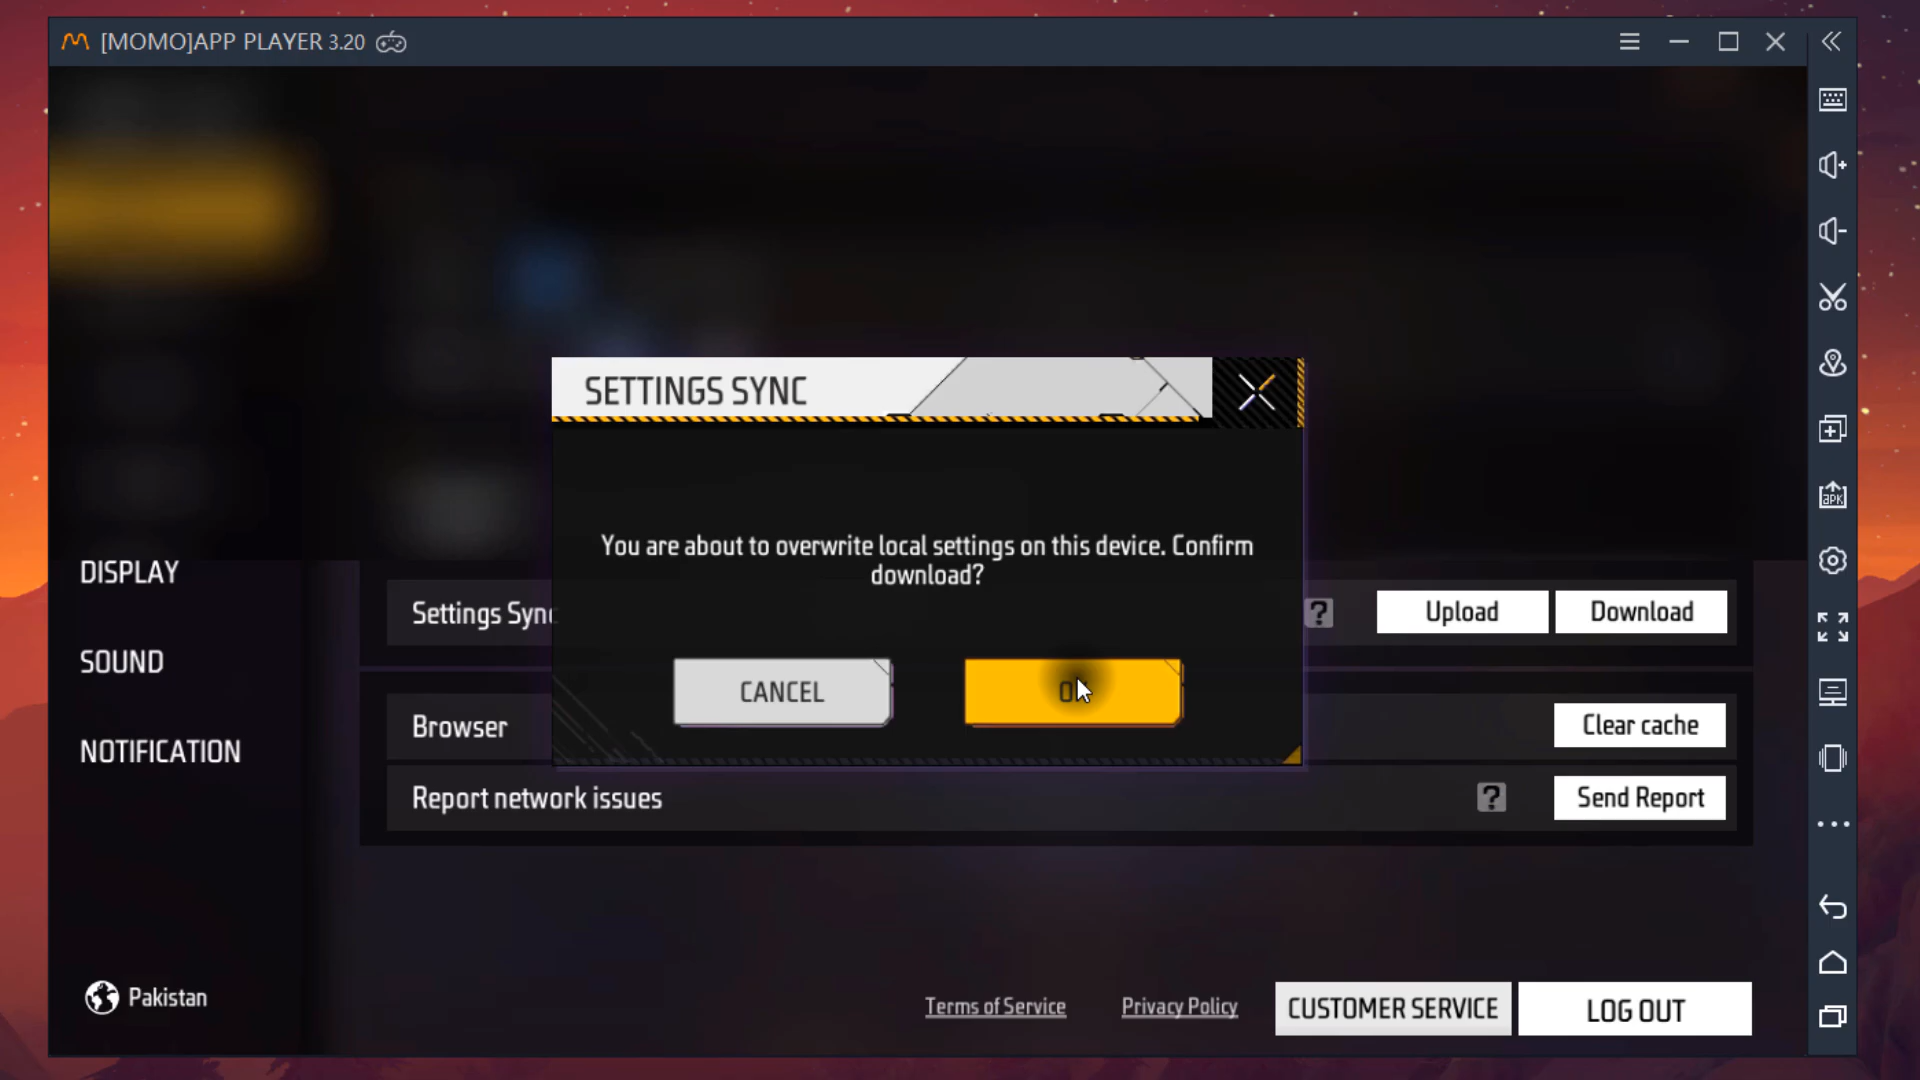 [MOMO]APP PLAYER 3.20
SETTINGS SYNC
You are about to overwrite local settings on this device. Confirm
download?
CANCEL
DISPLAY
SOUND
NOTIFICATION
Settings Sync
?
Upload
Download
Browser
Clear cache
Report network issues
?
Send Report
Pakistan
Terms of Service
Privacy Policy
CUSTOMER SERVICE
LOG OUT
APK